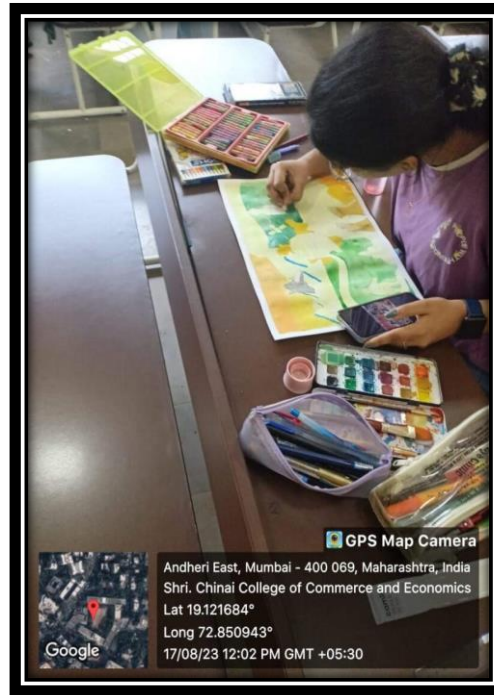 GPS Map Camera
Andheri East, Mumbai - 400 069, Maharashtra, India
Shri. Chinai College of Commerce and Economics
Lat 19.121684°
Long 72.850943°
17/08/23 12:02 PM GMT +05:30
Google